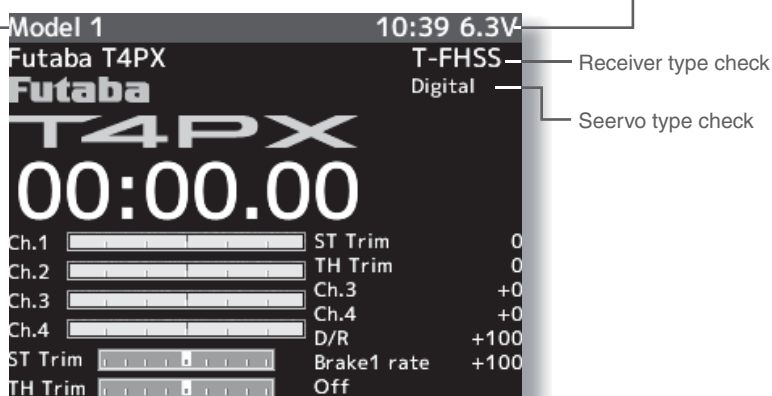 Model 1 10:39 6.3V
Futaba T4PX T-FHSS Receiver type check
Futaba Digital
Seervo type check
T4PX
00:00.00
Ch.1 ST Trim 0
Ch.2 TH Trim 0
Ch.3 Ch.3 +0
Ch.4 Ch.4 +0
D/R +100
ST Trim Brake1 rate +100
TH Trim Off